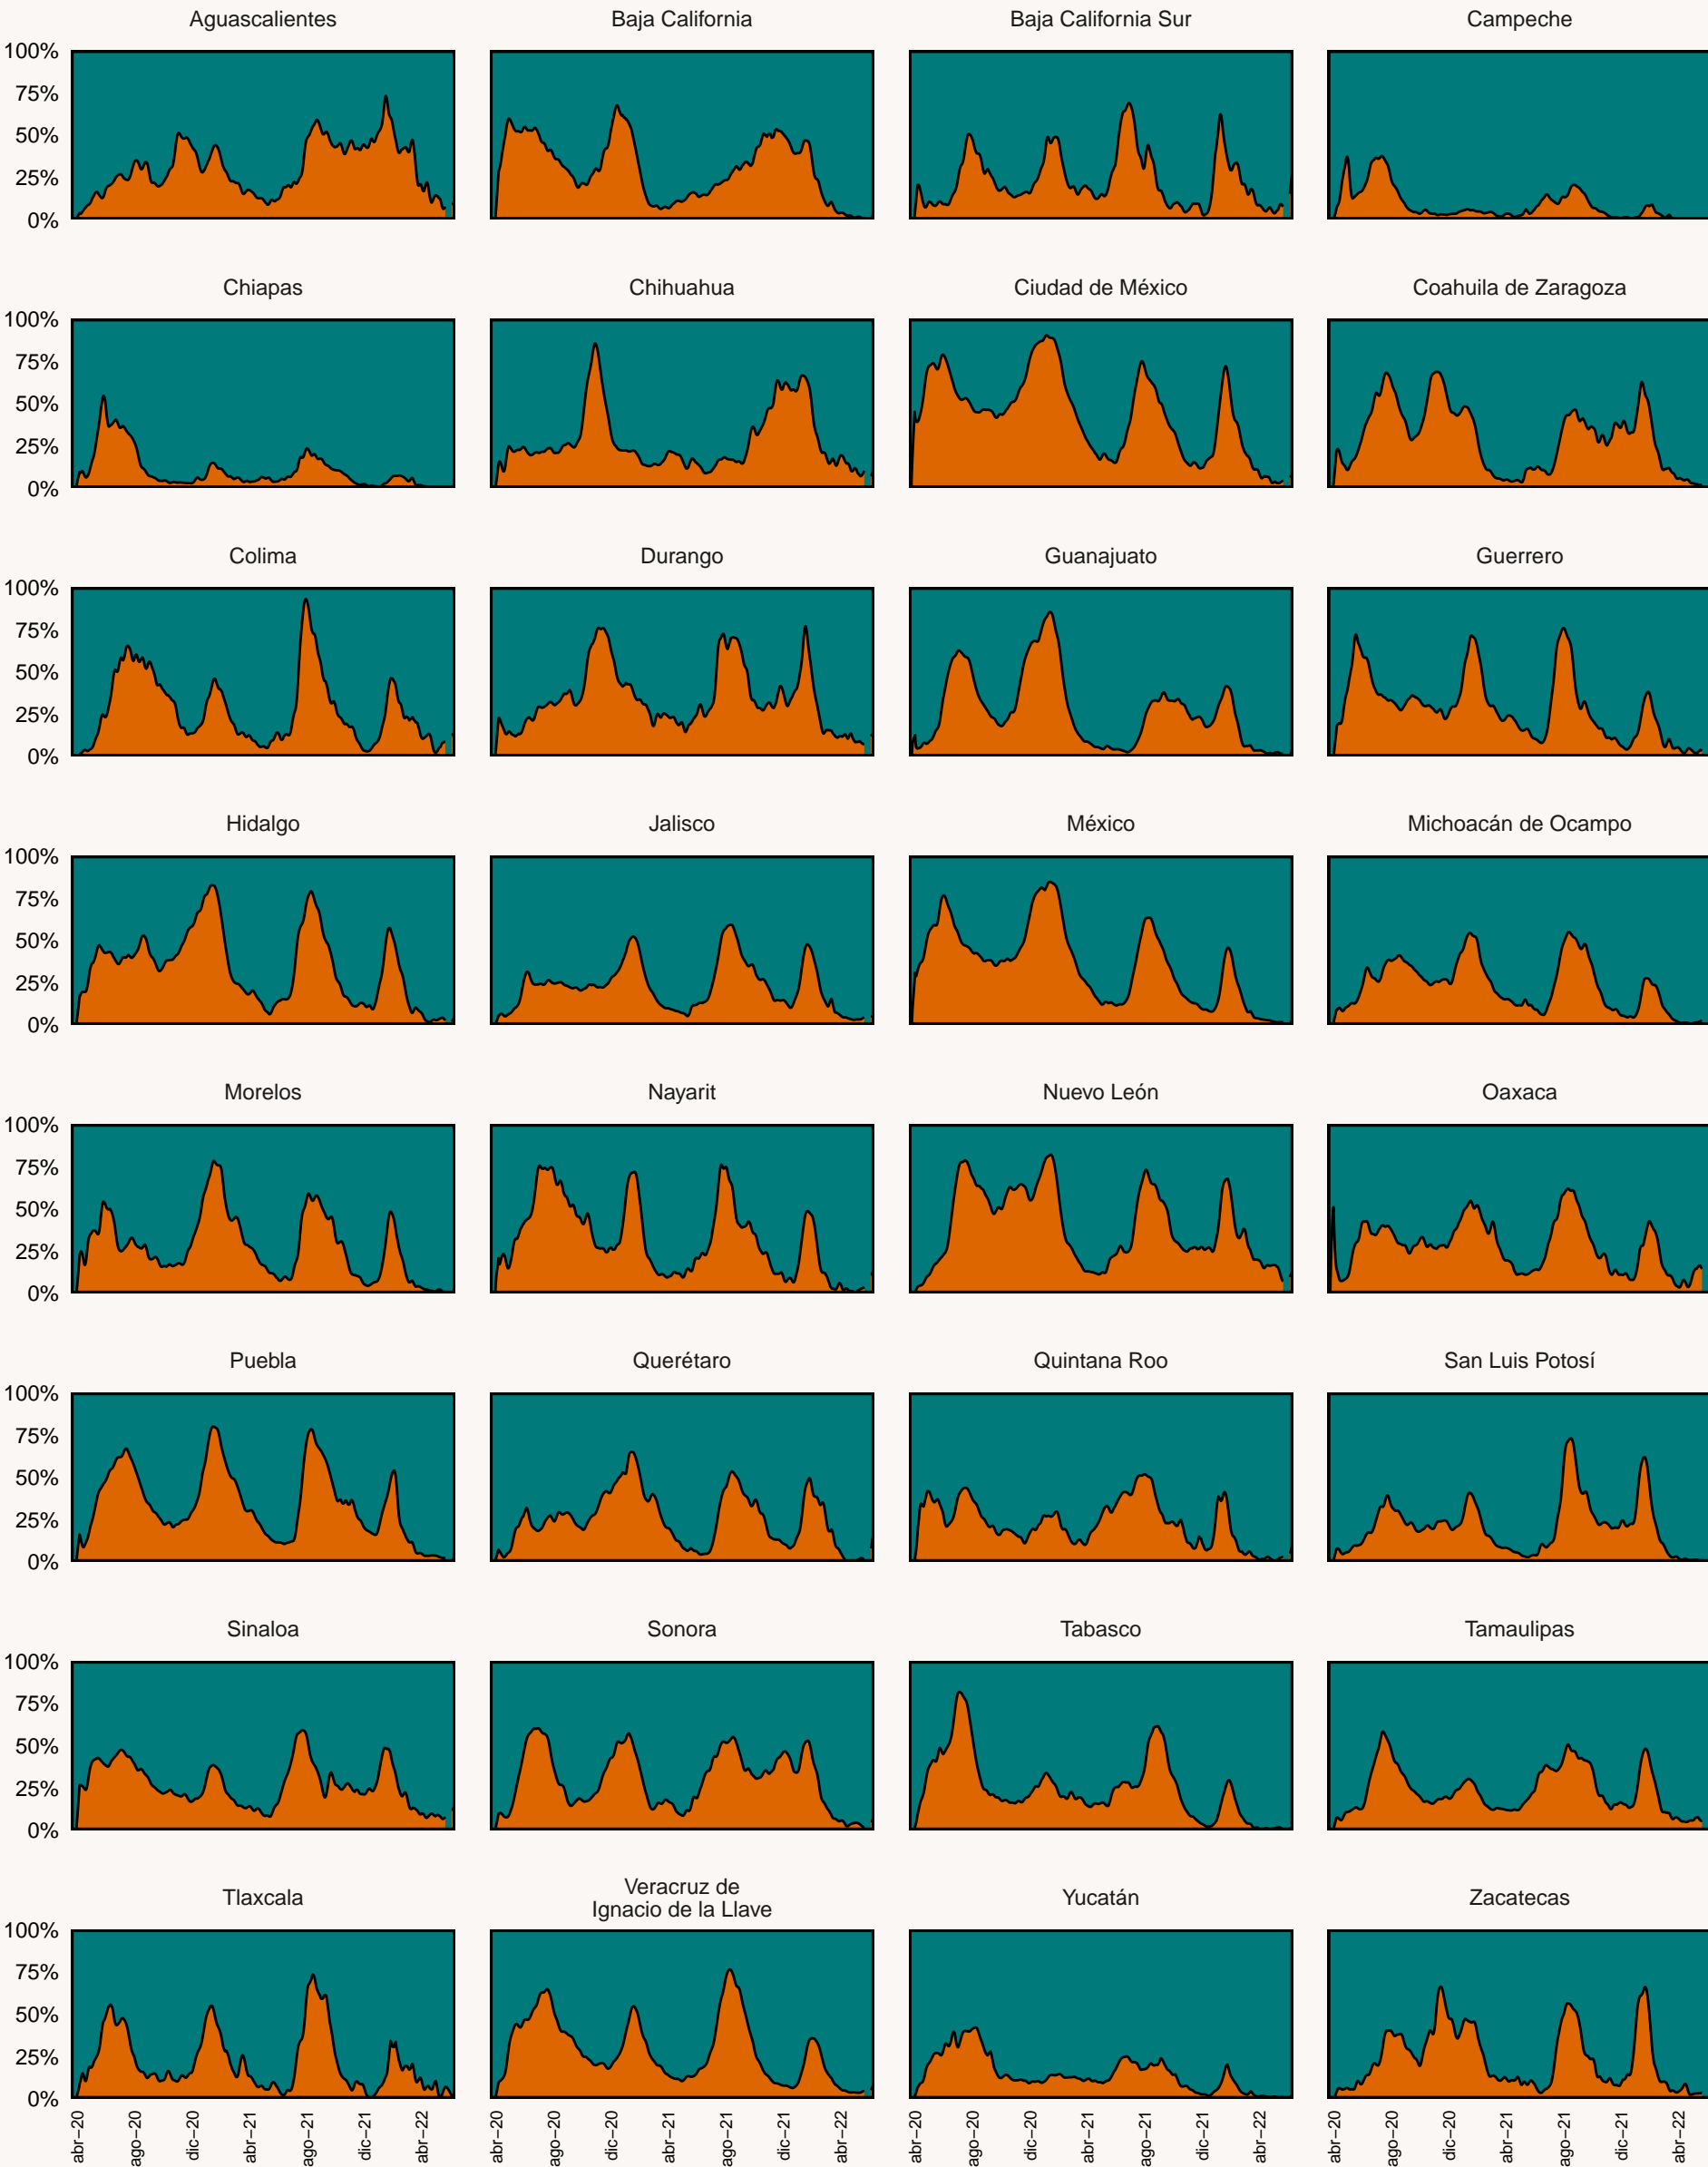 Aguascalientes
Baja California
Baja California Sur
Campeche
100%
75%
50%
25%
0%
Chiapas
Chihuahua
Ciudad de México
Coahuila de Zaragoza
100%
75%
50%
25%
0%
Colima
Durango
Guanajuato
Guerrero
100%
75%
50%
25%
0%
Hidalgo
Jalisco
México
Michoacán de Ocampo
100%
75%
50%
25%
0%
Morelos
Nayarit
Nuevo León
Oaxaca
100%
75%
50%
25%
0%
Puebla
Querétaro
Quintana Roo
San Luis Potosí
100%
75%
50%
25%
0%
Sinaloa
Sonora
Tabasco
Tamaulipas
100%
75%
50%
25%
0%
Tlaxcala
Veracruz de
Ignacio de la Llave
Yucatán
Zacatecas
100%
75%
50%
25%
0%
abr−20
ago−20
dic−20
abr−21
ago−21
dic−21
abr−22
abr−20
ago−20
dic−20
abr−21
ago−21
dic−21
abr−22
abr−20
ago−20
dic−20
abr−21
ago−21
dic−21
abr−22
abr−20
ago−20
dic−20
abr−21
ago−21
dic−21
abr−22